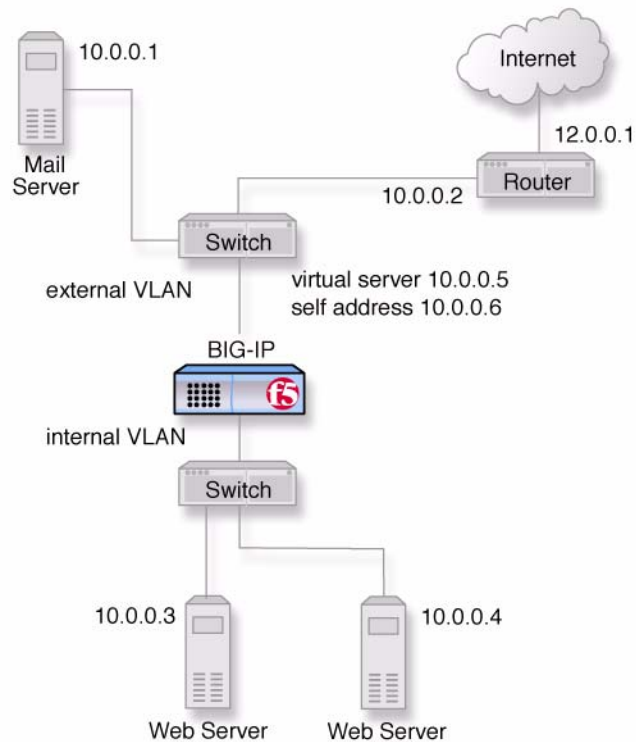 10.0.0.1
Internet
12.0.0.1
Mail
Server
10.0.0.2
Router
Switch
external VLAN
virtual server 10.0.0.5
self address 10.0.0.6
BIG-IP
f5
internal VLAN
Switch
10.0.0.3
10.0.0.4
Web Server
Web Server